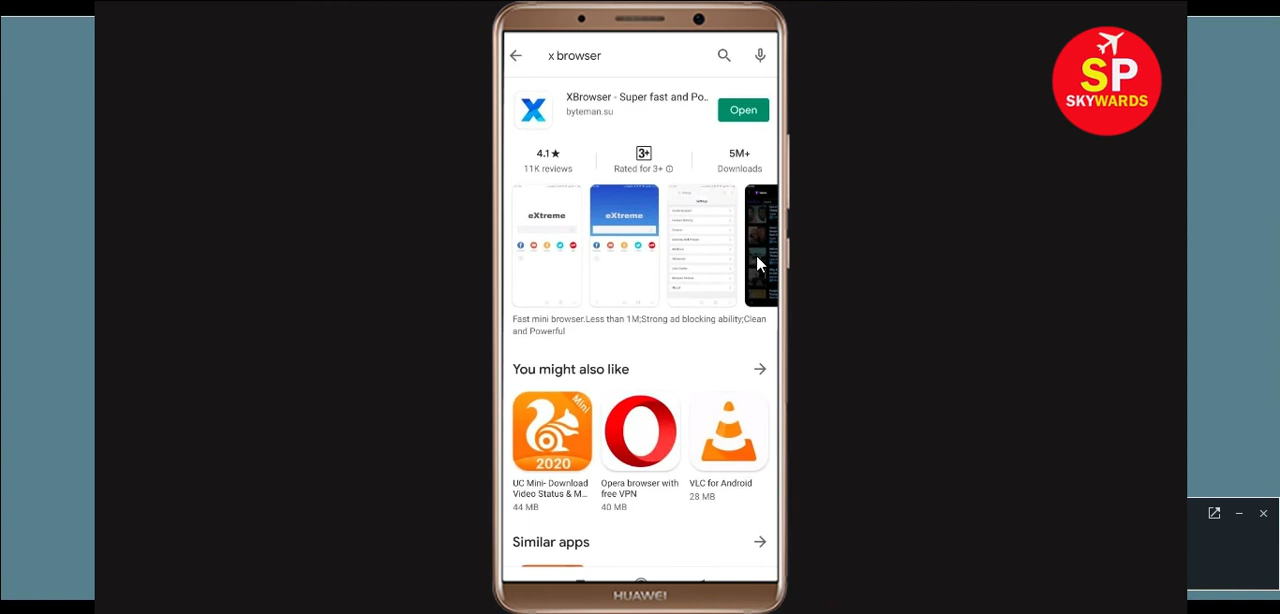 x browser
SP
SKYWARDS
X
XBrowser - Super fast and Po..
byteman.su
Open
4.1★
3+
5M+
11K reviews
Rated for 3+
Downloads
eXtreme
eXtreme
Settings
Fast mini browser.Less than 1M;Strong ad blocking ability;Clean
and Powerful
You might also like
Mini
2020
UC Mini- Download
Video Status & M...
44 MB
Opera browser with
free VPN
40 MB
VLC for Android
28 MB
Similar apps
HUAWEI